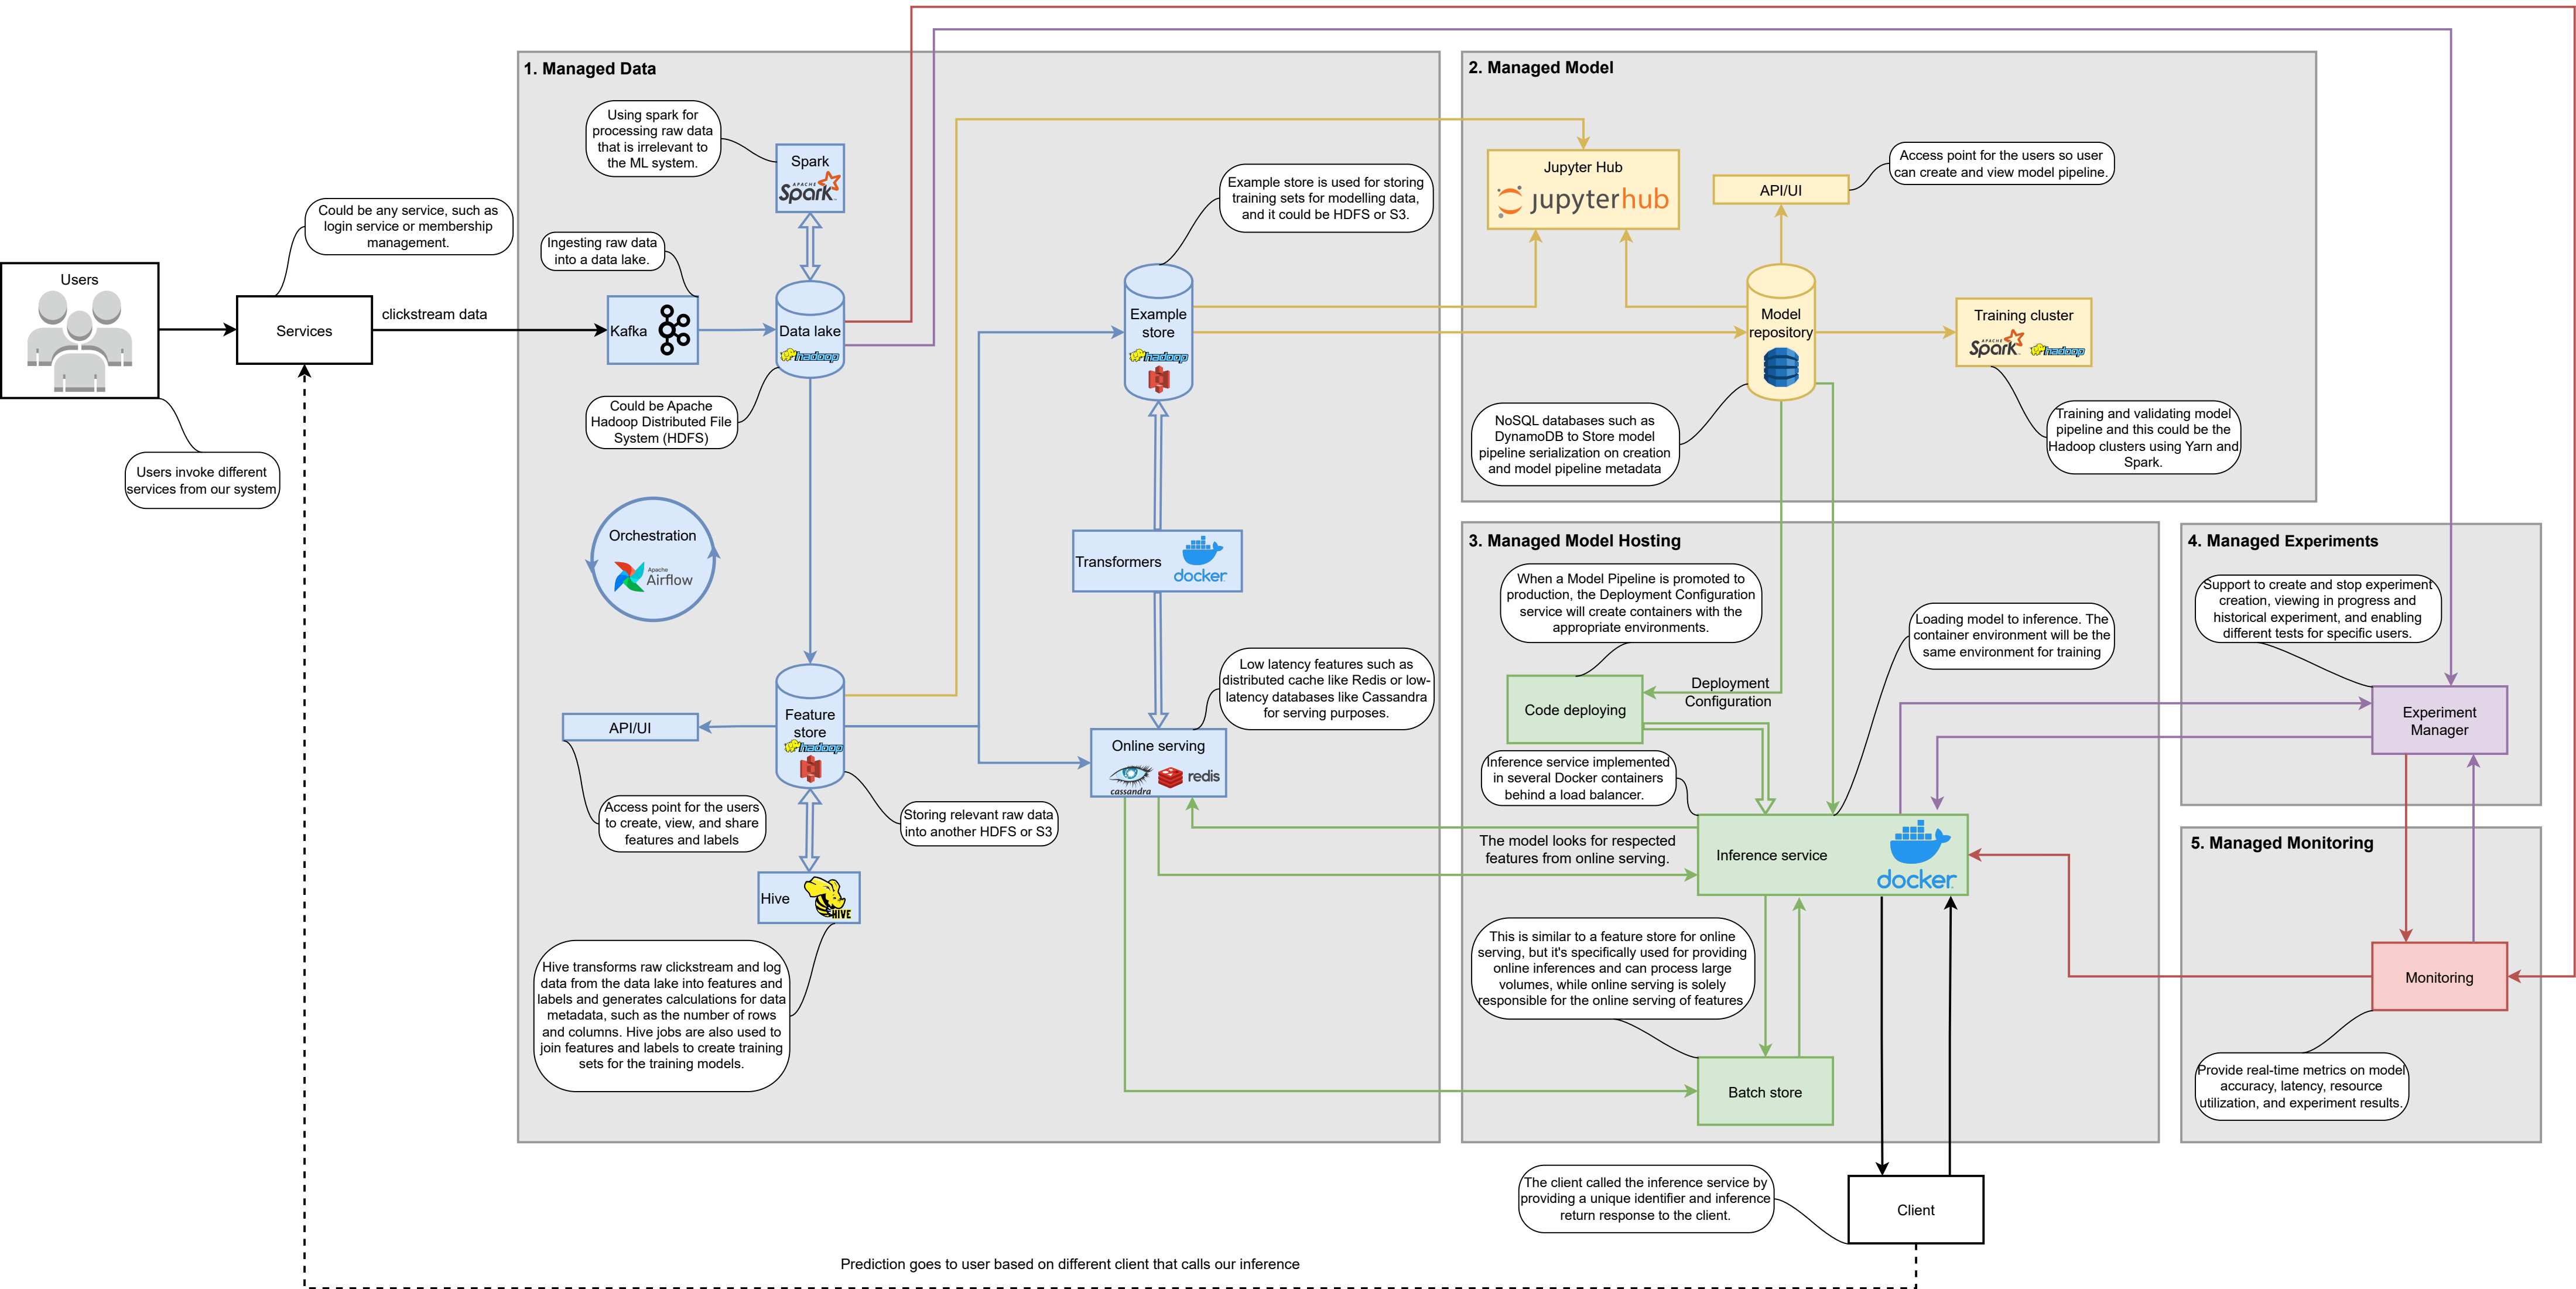 1. Managed Data
Using spark for
processing raw data
that is irrelevant to
the ML system.
Spark
APACHE
Spark
Could be any service, such as
login service or membership
management.
Ingesting raw data
into a data lake.
Users
Services
clickstream data
Kafka
Data lake
hadoop
Could be Apache
Hadoop Distributed File
System (HDFS)
Users invoke different
services from our system
Example store is used for storing
training sets for modelling data,
and it could be HDFS or S3.
Example
store
hadoop
Orchestration
Apache
Airflow
Transformers
docker
Low latency features such as
distributed cache like Redis or low-
latency databases like Cassandra
for serving purposes.
API/UI
Feature
store
hadoop
Online serving
cassandra
redis
Access point for the users
to create, view, and share
features and labels
Storing relevant raw data
into another HDFS or S3
Hive
HIVE
Hive transforms raw clickstream and log
data from the data lake into features and
labels and generates calculations for data
metadata, such as the number of rows
and columns. Hive jobs are also used to
join features and labels to create training
sets for the training models.
2. Managed Model
Jupyter Hub
jupyterhub
API/UI
Access point for the users so user
can create and view model pipeline.
Model
repository
Training cluster
APACHE
Spark
hadoop
NoSQL databases such as
DynamoDB to Store model
pipeline serialization on creation
and model pipeline metadata
Training and validating model
pipeline and this could be the
Hadoop clusters using Yarn and
Spark.
3. Managed Model Hosting
When a Model Pipeline is promoted to
production, the Deployment Configuration
service will create containers with the
appropriate environments.
Loading model to inference. The
container environment will be the
same environment for training
Code deploying
Deployment
Configuration
Inference service implemented
in several Docker containers
behind a load balancer.
The model looks for respected
features from online serving.
Inference service
docker
This is similar to a feature store for online
serving, but it's specifically used for providing
online inferences and can process large
volumes, while online serving is solely
responsible for the online serving of features
Batch store
4. Managed Experiments
Support to create and stop experiment
creation, viewing in progress and
historical experiment, and enabling
different tests for specific users.
Experiment
Manager
5. Managed Monitoring
Monitoring
Provide real-time metrics on model
accuracy, latency, resource
utilization, and experiment results.
The client called the inference service by
providing a unique identifier and inference
return response to the client.
Client
Prediction goes to user based on different client that calls our inference